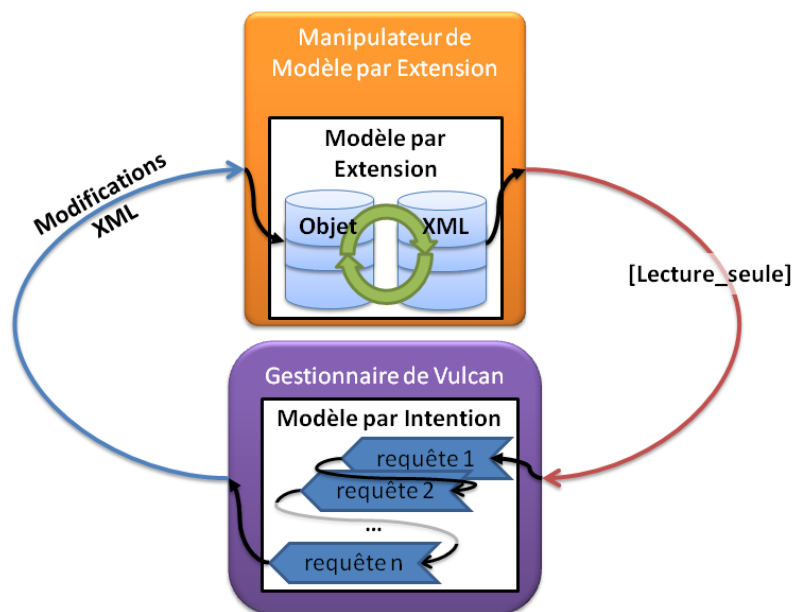 Manipulateur de
Modèle par Extension
Modèle par
Extension
Objet
XML
Modifications
XML
[Lecture_seule]
Gestionnaire de Vulcan
Modèle par Intention
requête 1
requête 2
...
requête n